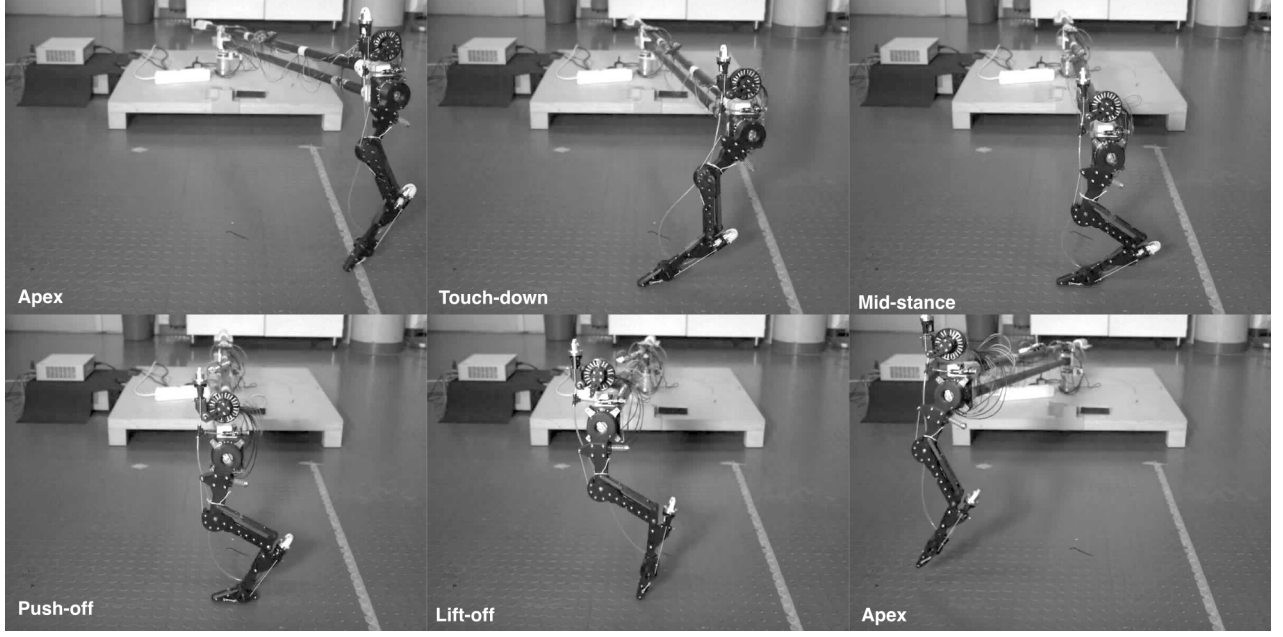 Apex
Touch-down
Mid-stance
Push-off
Lift-off
Apex